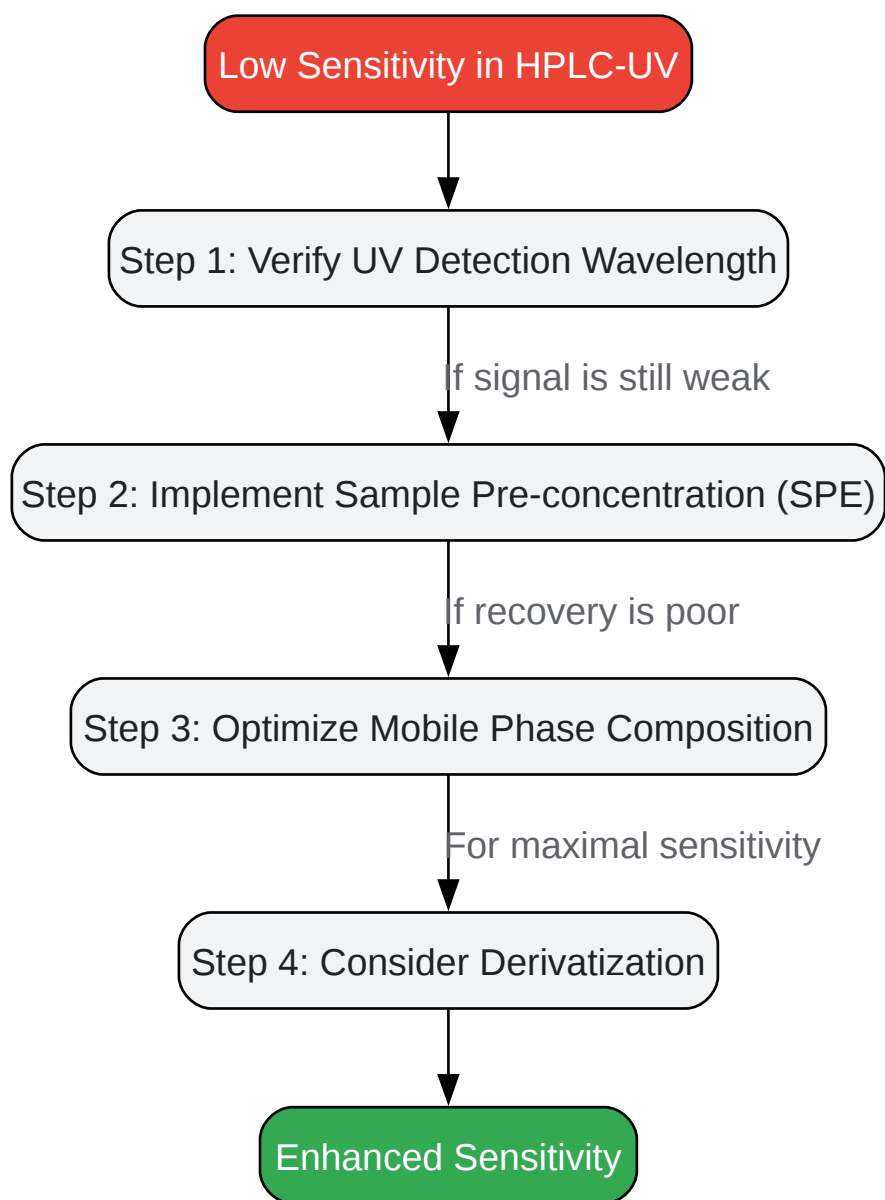 Low Sensitivity in HPLC-UV
Step 1: Verify UV Detection Wavelength
If signal is still weak
Step 2: Implement Sample Pre-concentration (SPE)
If recovery is poor
Step 3: Optimize Mobile Phase Composition
For maximal sensitivity
Step 4: Consider Derivatization
Enhanced Sensitivity